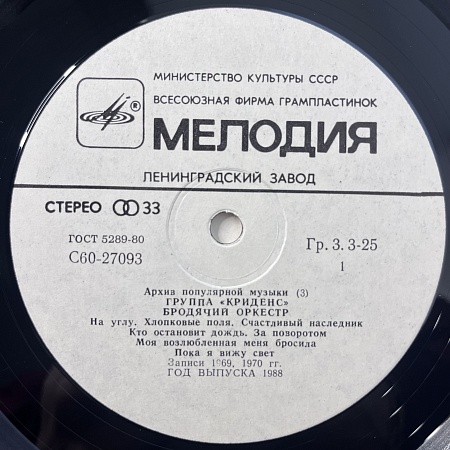 МИНИСТЕРСТВО КУЛЬТУРЫ СССР
®
ВСЕСОЮЗНАЯ ФИРМА ГРАМПЛАСТИНОК
МЕЛОДИЯ
ЛЕНИНГРАДСКИЙ ЗАВОД
СТЕРЕО 33
ГОСТ 5289-80
Гр. 3. 3-25
С60-27093
1
Архив популярной музыки (3)
ГРУППА «КРИДЕНС»
БРОДЯЧИЙ ОРКЕСТР
На углу. Хлопковые поля. Счастливый наследник
Кто остановит дождь. За поворотом
Моя возлюбленная меня бросила
Пока я вижу свет
Записи 1969, 1970 гг.
ГОД ВЫПУСКА 1988